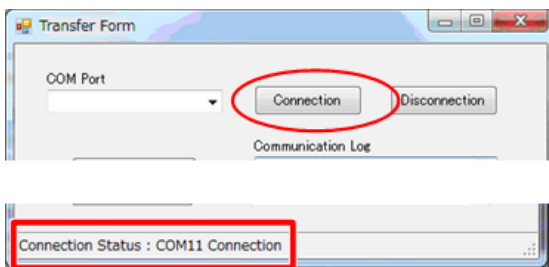 Transfer Form
COM Port
Connection
Disconnection
Communication Log
Connection Status : COM11 Connection